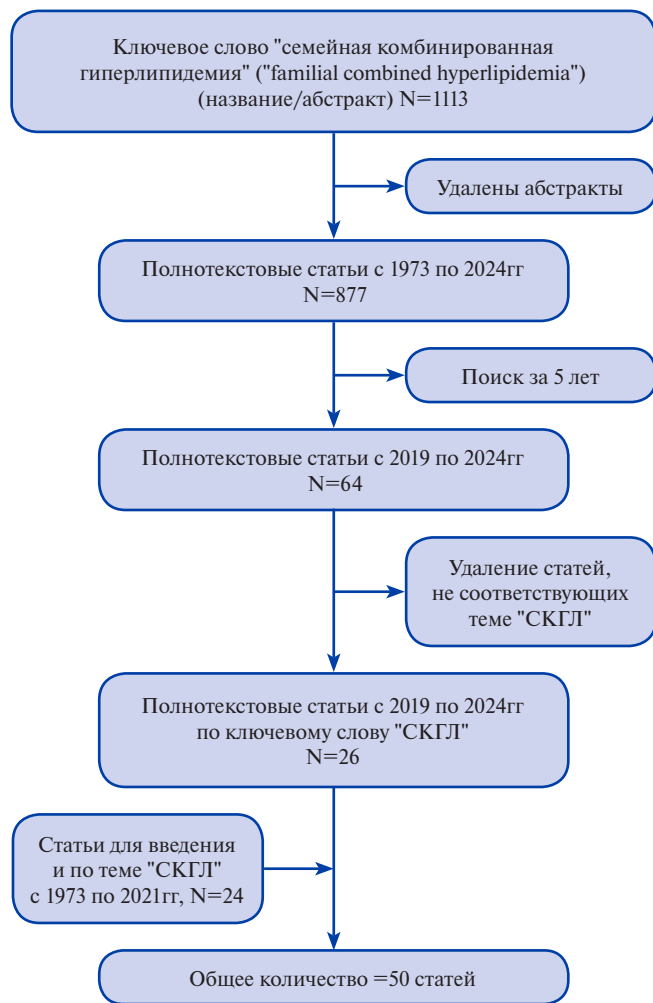 Ключевое слово "семейная комбинированная
гиперлипидемия" ("familial combined hyperlipidemia")
(название/абстракт) N=1113
Удалены абстракты
Полнотекстовые статьи с 1973 по 2024гг
N=877
Поиск за 5 лет
Полнотекстовые статьи с 2019 по 2024гг
N=64
Удаление статей,
не соответствующих
теме "СКГЛ"
Полнотекстовые статьи с 2019 по 2024гг
по ключевому слову "СКГЛ"
N=26
Статьи для введения
и по теме "СКГЛ"
с 1973 по 2021гг, N=24
Общее количество =50 статей